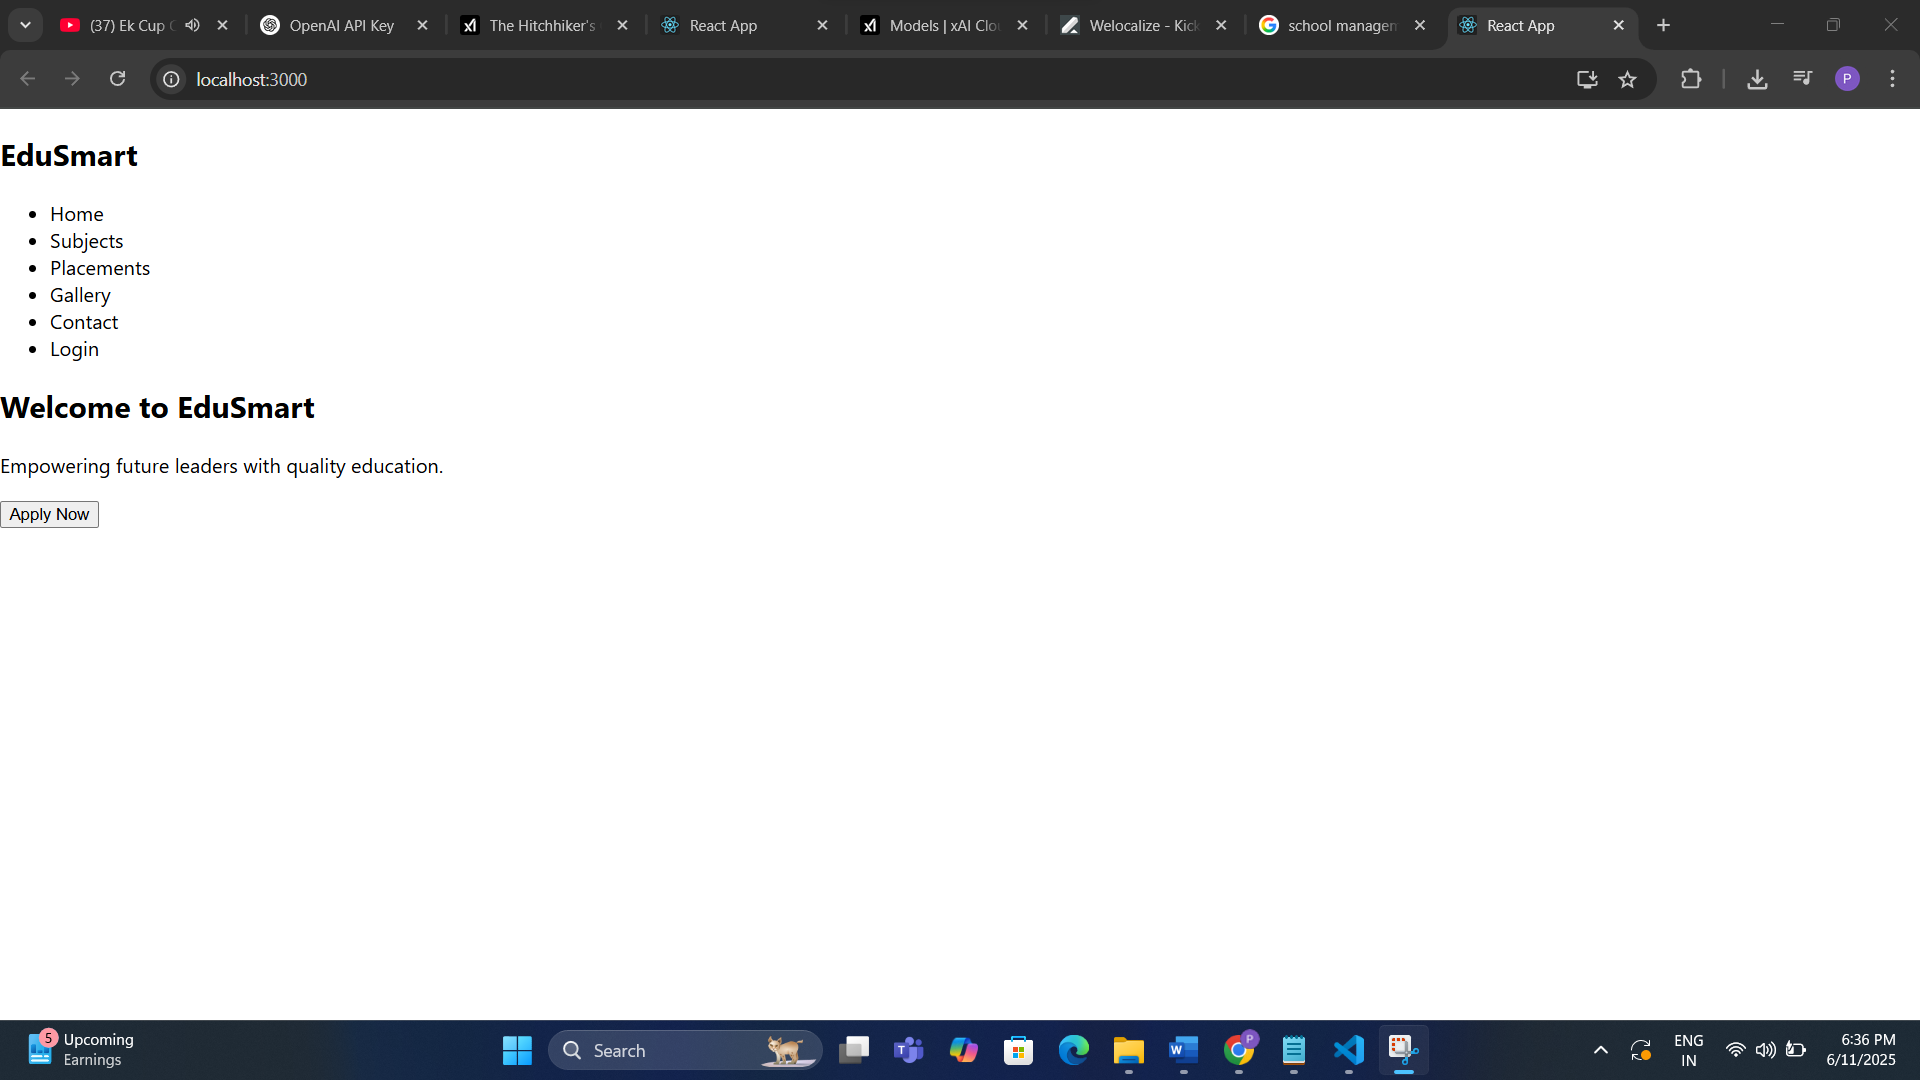 (37) Ek Cup C
OpenAI API Key
The Hitchhiker's
React App
Models | xAI Clou
Welocalize - Kick
school managem
React App
localhost:3000
P
EduSmart
Home
Subjects
Placements
Gallery
Contact
Login
Welcome to EduSmart
Empowering future leaders with quality education.
Apply Now
5
Upcoming
Earnings
Search
P
ENG
IN
6:36 PM
6/11/2025